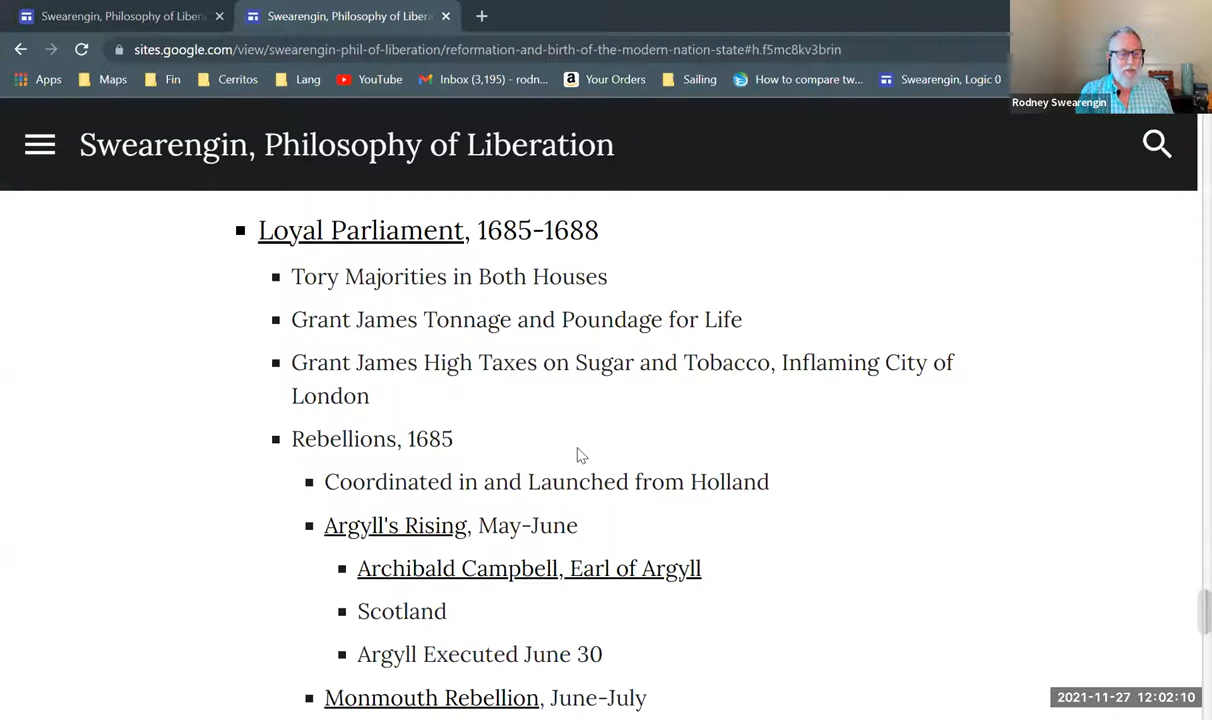 Swearengin, Philosophy of Libera
Swearengin, Philosophy of Libera
sites.google.com/view/swearengin-phil-of-liberation/reformation-and-birth-of-the-modern-nation-state#h.f5mc8kv3brin
Apps Maps Fin Cerritos Lang YouTube Inbox (3,195) - rodn... Your Orders Sailing How to compare tw... Swearengin, Logic 0
Rodney Swearengin
Swearengin, Philosophy of Liberation
Loyal Parliament, 1685-1688
Tory Majorities in Both Houses
Grant James Tonnage and Poundage for Life
Grant James High Taxes on Sugar and Tobacco, Inflaming City of
London
Rebellions, 1685
Coordinated in and Launched from Holland
Argyll's Rising, May-June
Archibald Campbell, Earl of Argyll
Scotland
Argyll Executed June 30
Monmouth Rebellion, June-July
2021-11-27 12:02:10